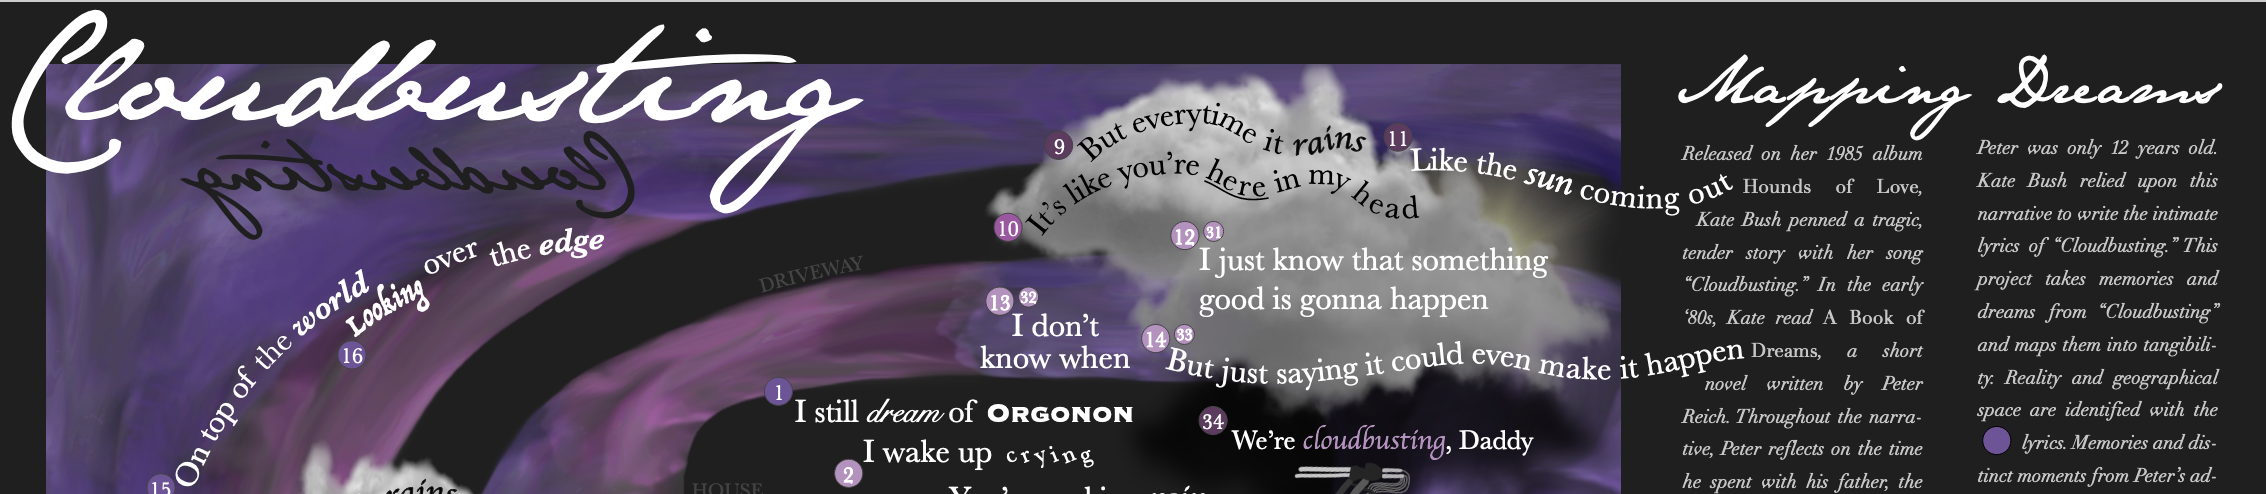 Cloudbusting
Cloudbusting
9
But everytime it rains
10
It's like you're here in my head
11
Like the sun coming out
12 31
I just know that something
good is gonna happen
13 32
I don't
know when
14 33
But just saying it could even make it happen
15
On top of the world
16
Looking over the edge
DRIVEWAY
1
I still dream of ORGONON
2
I wake up crying
34
We're cloudbusting, Daddy
HOUSE
rains
Mapping Dreams
Released on her 1985 album
Hounds of Love,
Kate Bush penned a tragic,
tender story with her song
“Cloudbusting.” In the early
‘80s, Kate read A Book of
Dreams, a short
novel written by Peter
Reich. Throughout the narra-
tive, Peter reflects on the time
he spent with his father, the
Peter was only 12 years old.
Kate Bush relied upon this
narrative to write the intimate
lyrics of “Cloudbusting.” This
project takes memories and
dreams from “Cloudbusting”
and maps them into tangibili-
ty. Reality and geographical
space are identified with the
lyrics. Memories and dis-
tinct moments from Peter’s ad-